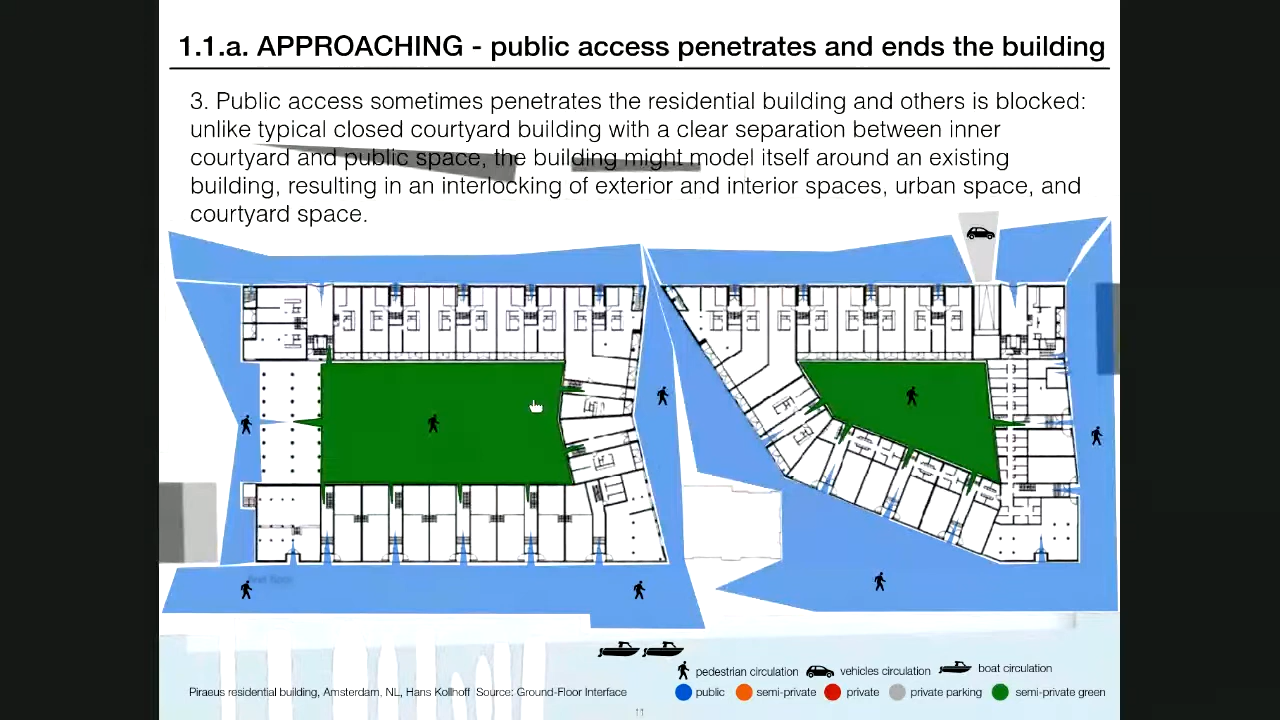 1.1.a. APPROACHING - public access penetrates and ends the building
3. Public access sometimes penetrates the residential building and others is blocked:
unlike typical closed courtyard building with a clear separation between inner
courtyard and public space, the building might model itself around an existing
building, resulting in an interlocking of exterior and interior spaces, urban space, and
courtyard space.
pedestrian circulation vehicles circulation boat circulation
Piraeus residential building, Amsterdam, NL, Hans Kollhoff Source: Ground-Floor Interface
public semi-private private private parking semi-private green
11